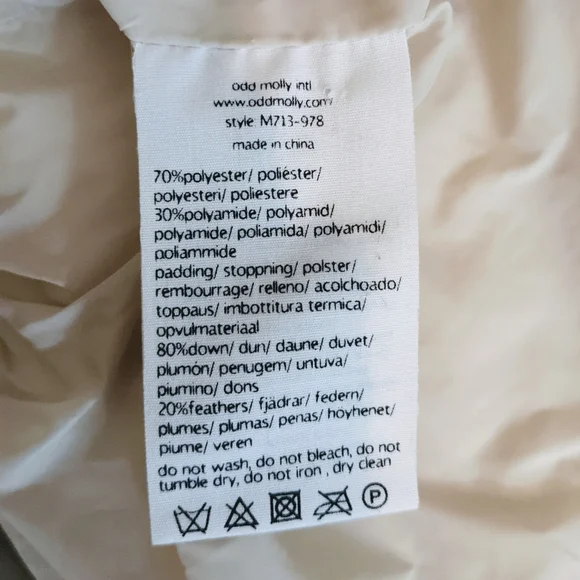 odd molly intl
www.oddmolly.com
style: M713-978
made in china
70%polyester/ poliéster/
polyesteri/ poliestere
30%polyamide/ polyamid/
polyamide/ poliamida/ polyamidi/
poliammide
padding/ stoppning/ polster/
rembourrage/ relleno/ acolchoado/
toppaus/ imbottitura termica/
opvulmateriaal
80%down/ dun/ daune/ duvet/
plumón/ penugem/ untuva/
piumino/ dons
20%feathers/ fjädrar/ federn/
plumes/ plumas/ penas/ höyhenet/
piume/ veren
do not wash, do not bleach, do not
tumble dry, do not iron , dry clean
P